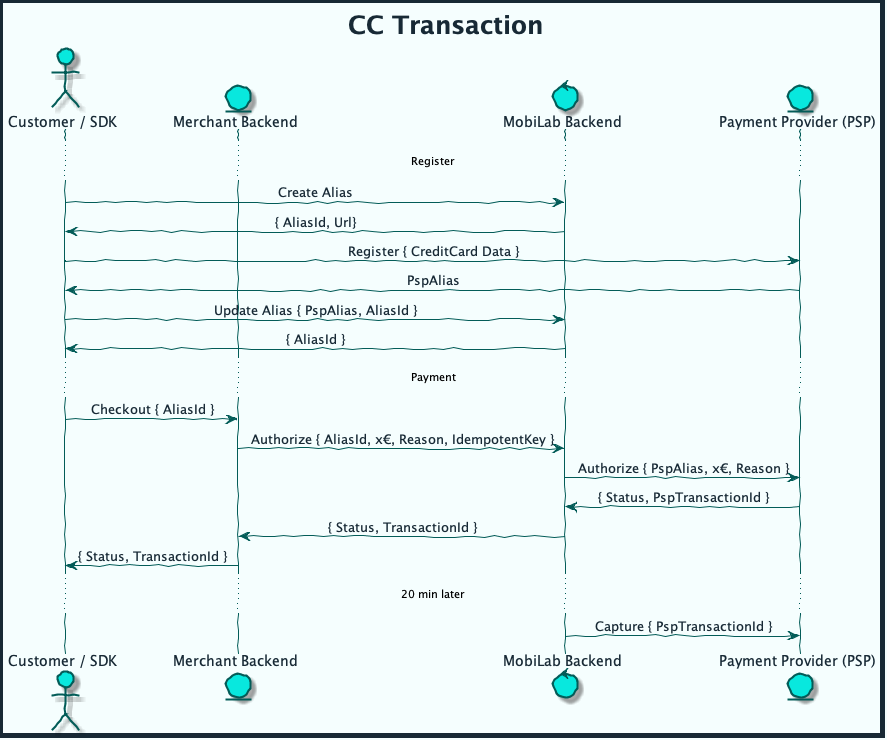 CC Transaction
Customer / SDK
Merchant Backend
MobiLab Backend
Payment Provider (PSP)
Register
Create Alias
{ AliasId, Url}
Register { CreditCard Data }
PspAlias
Update Alias { PspAlias, AliasId }
{ AliasId }
Payment
Checkout { AliasId }
Authorize { AliasId, x€, Reason, IdempotentKey }
Authorize { PspAlias, x€, Reason }
{ Status, PspTransactionId }
{ Status, TransactionId }
{ Status, TransactionId }
20 min later
Capture { PspTransactionId }
Customer / SDK
Merchant Backend
MobiLab Backend
Payment Provider (PSP)